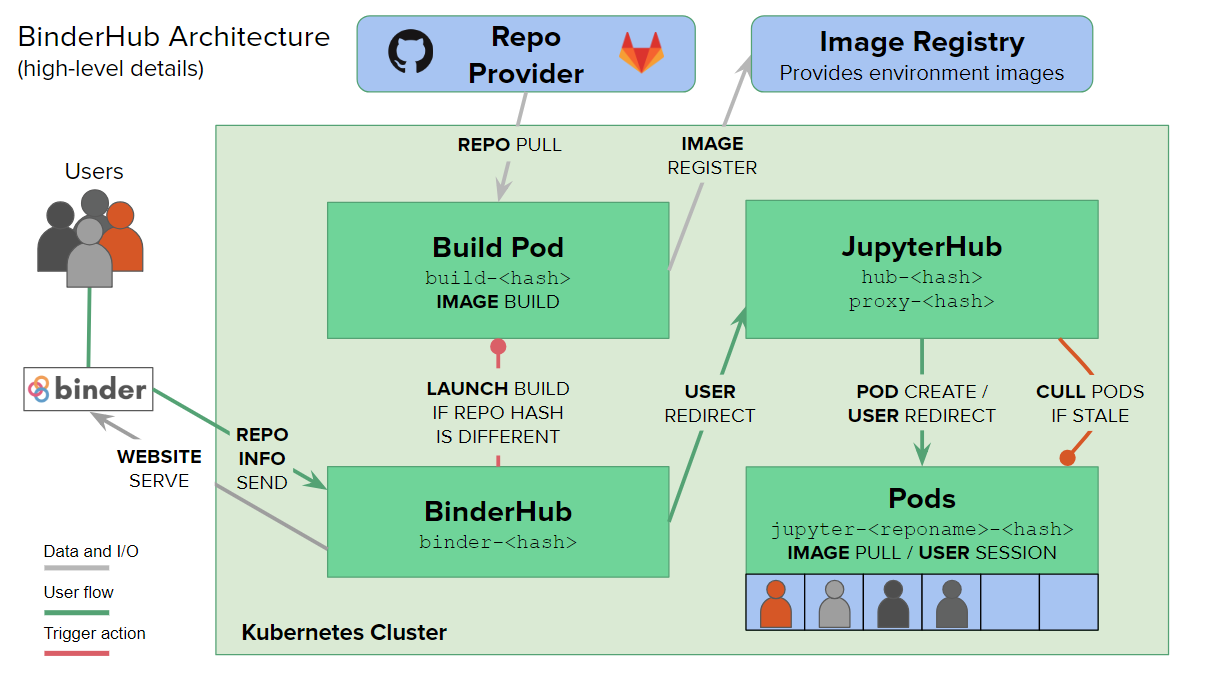 BinderHub Architecture
(high-level details)
Repo
Provider
Image Registry
Provides environment images
REPO PULL
IMAGE
REGISTER
Users
Build Pod
build-<hash>
IMAGE BUILD
JupyterHub
hub-<hash>
proxy-<hash>
binder
LAUNCH BUILD
IF REPO HASH
IS DIFFERENT
USER
REDIRECT
POD CREATE /
USER REDIRECT
CULL PODS
IF STALE
WEBSITE
SERVE
REPO
INFO
SEND
BinderHub
binder-<hash>
Pods
jupyter-<reponame>-<hash>
IMAGE PULL / USER SESSION
Data and I/O
User flow
Trigger action
Kubernetes Cluster